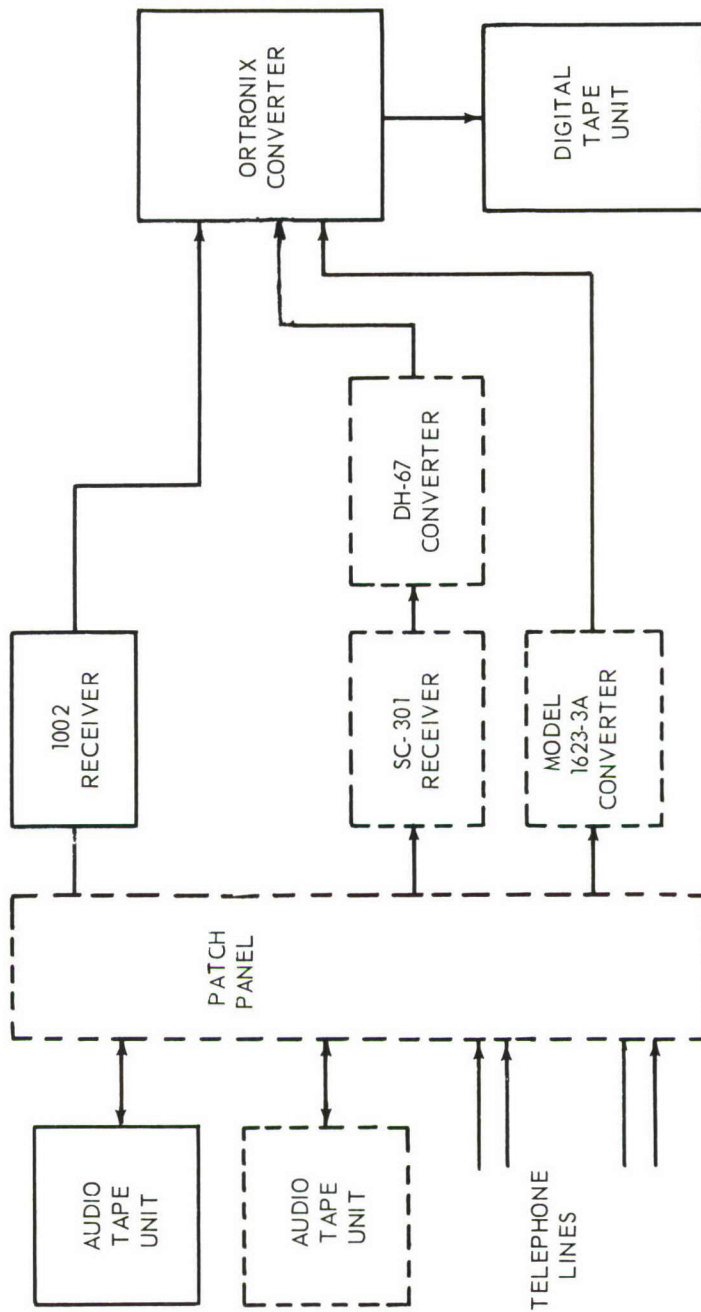 AUDIO
TAPE
UNIT
AUDIO
TAPE
UNIT
TELEPHONE
LINES
PATCH
PANEL
1002
RECEIVER
SC-301
RECEIVER
MODEL
1623-3A
CONVERTER
DH-67
CONVERTER
ORTRONIX
CONVERTER
DIGITAL
TAPE
UNIT